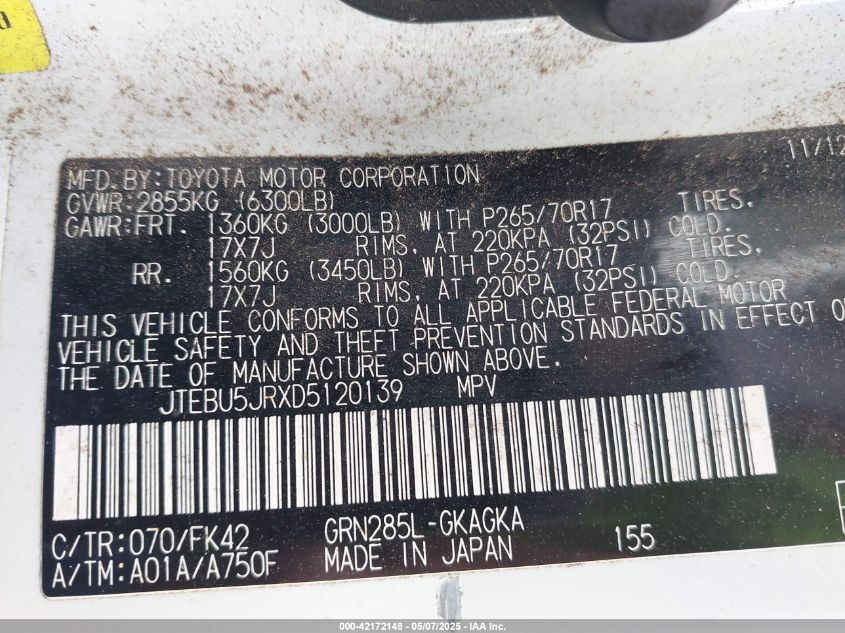 11/12
MFD. BY:TOYOTA MOTOR CORPORATION
GVWR:2855KG (6300LB)
GAWR:FRT. 1360KG (3000LB) WITH P265/70R17 TIRES,
17X7J RIMS, AT 220KPA (32PSI) COLD.
RR. 1560KG (3450LB) WITH P265/70R17 TIRES,
17X7J RIMS, AT 220KPA (32PSI) COLD.
THIS VEHICLE CONFORMS TO ALL APPLICABLE FEDERAL MOTOR
VEHICLE SAFETY AND THEFT PREVENTION STANDARDS IN EFFECT O
THE DATE OF MANUFACTURE SHOWN ABOVE.
JTEBU5JRXD5120139 MPV
C/TR:070/FK42 GRN285L-GKAGKA 155
A/TM:A01A/A750F MADE IN JAPAN
000-42172148 - 05/07/2025 - IAA Inc.